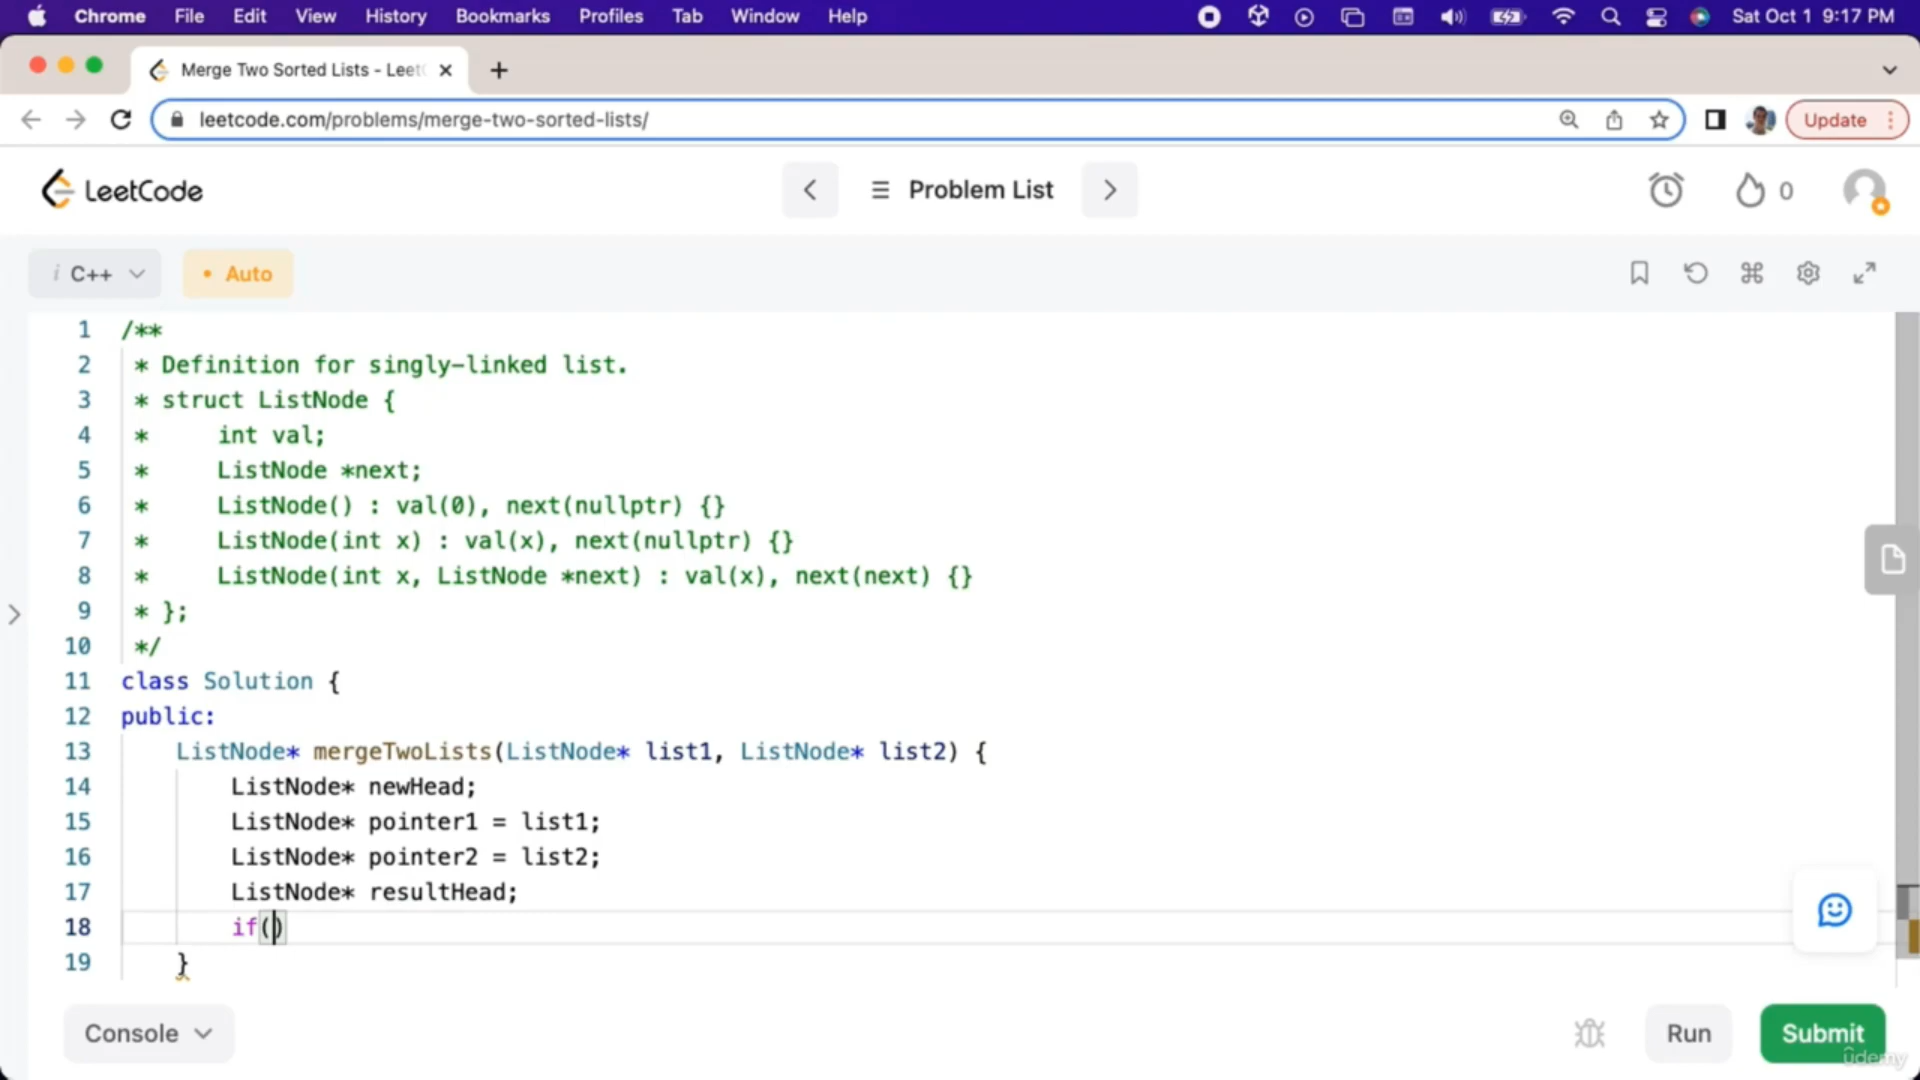 Chrome File Edit View History Bookmarks Profiles Tab Window Help Sat Oct 1 9:17 PM
Merge Two Sorted Lists - Leet
leetcode.com/problems/merge-two-sorted-lists/ Update
LeetCode Problem List 0
i C++ • Auto
1 /**
2 * Definition for singly-linked list.
3 * struct ListNode {
4 *     int val;
5 *     ListNode *next;
6 *     ListNode() : val(0), next(nullptr) {}
7 *     ListNode(int x) : val(x), next(nullptr) {}
8 *     ListNode(int x, ListNode *next) : val(x), next(next) {}
9 * };
10 */
11 class Solution {
12 public:
13     ListNode* mergeTwoLists(ListNode* list1, ListNode* list2) {
14         ListNode* newHead;
15         ListNode* pointer1 = list1;
16         ListNode* pointer2 = list2;
17         ListNode* resultHead;
18         if()
19     }
Console Run Submit
ûdemy